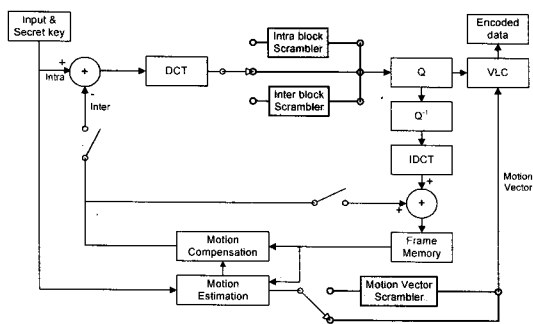 Input &
Secret key
Intra block
Scrambler
Encoded
data
+
Intra
+
DCT
Q
VLC
-
Inter
Inter block
Scrambler
Q-1
IDCT
Motion
Vector
+
+
+
Motion
Compensation
Frame
Memory
Motion
Estimation
Motion Vector
Scrambler